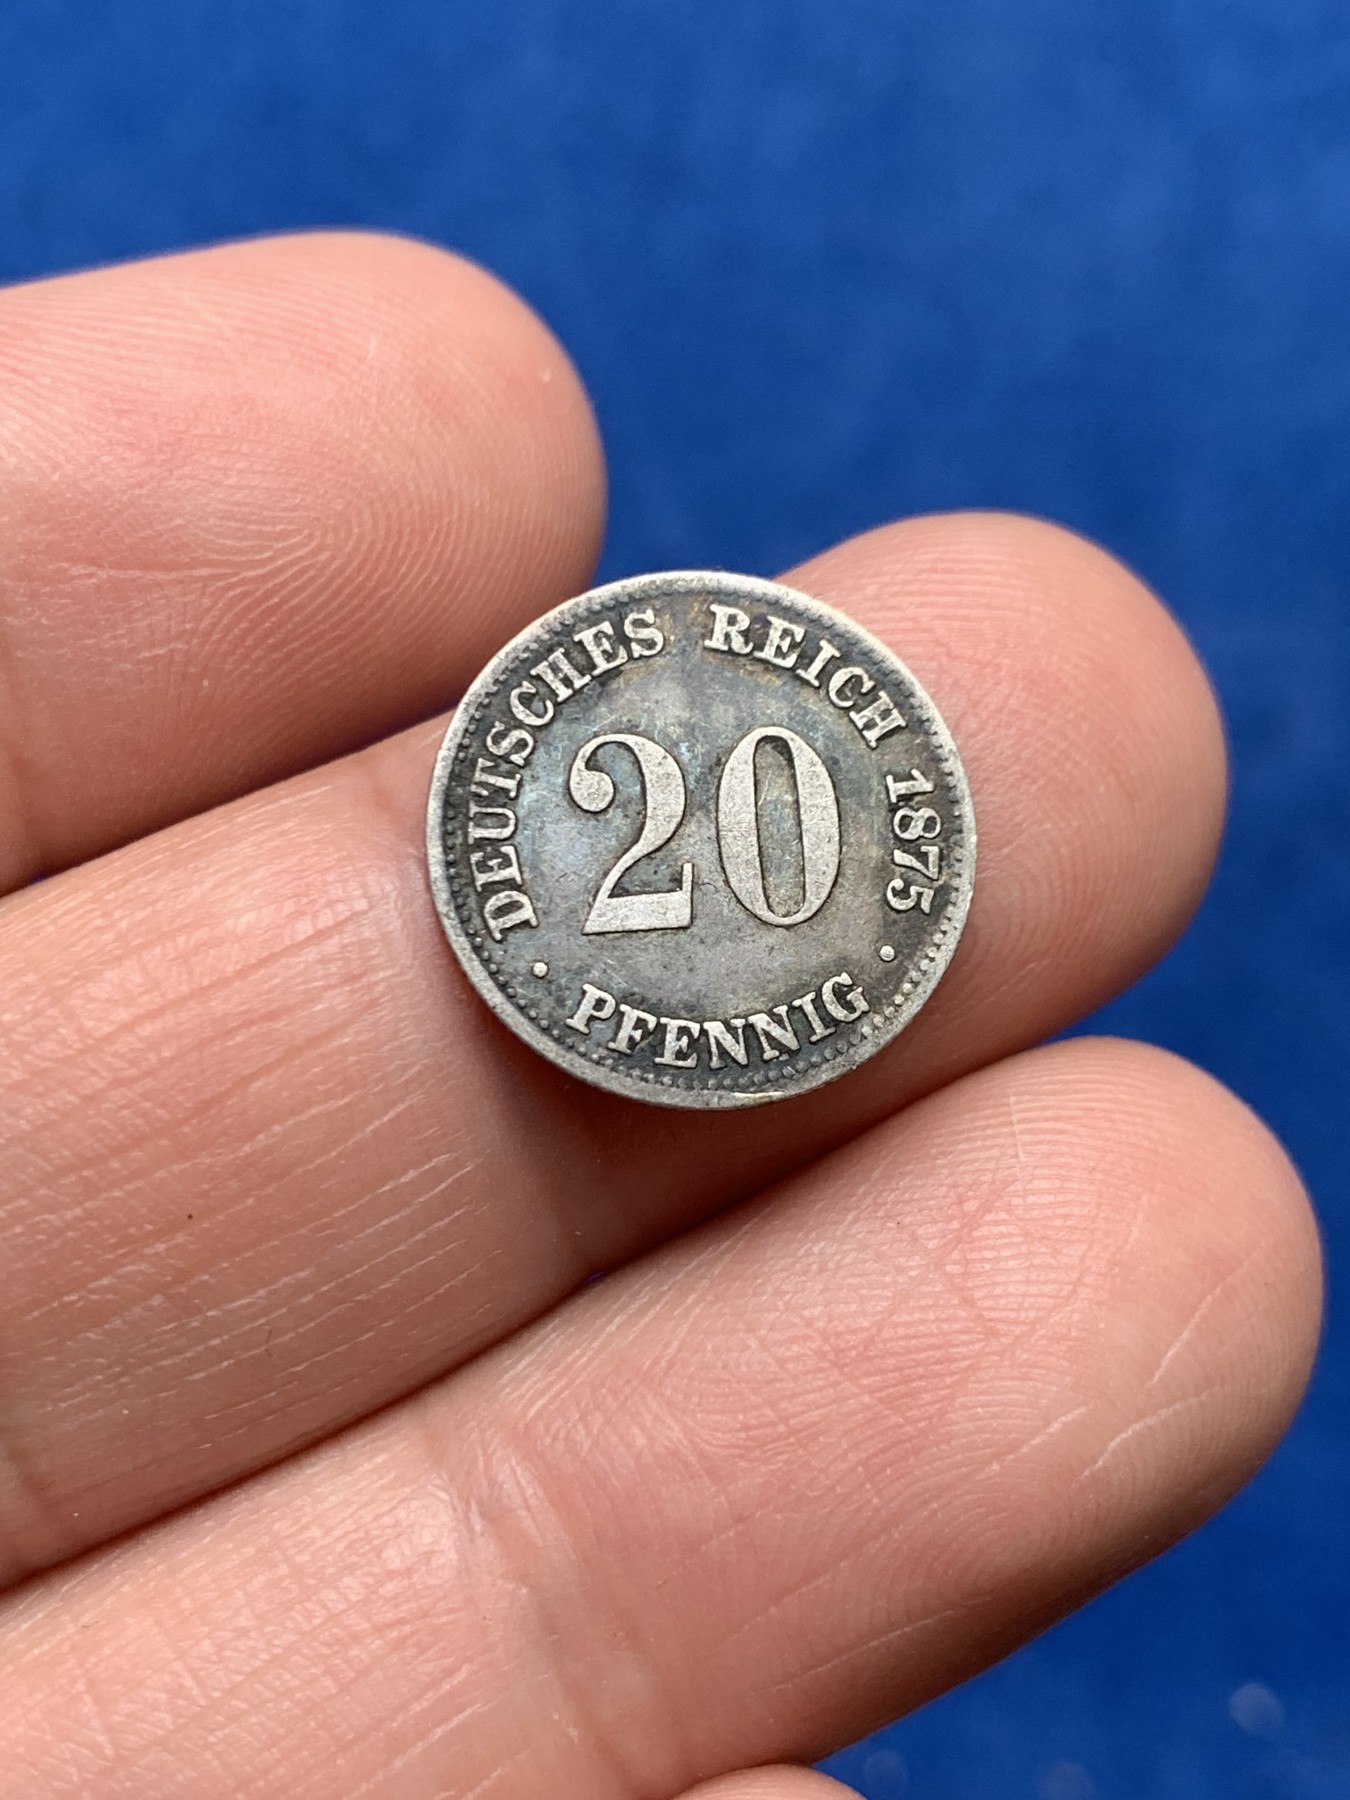 DEUTSCHES REICH 1875
20
· PFENNIG ·